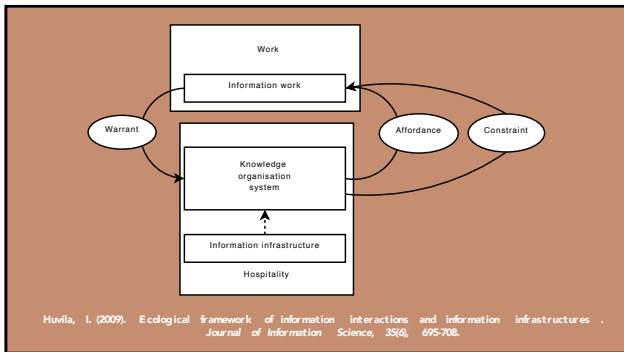 Work
Information work
Warrant
Affordance
Constraint
Knowledge
organisation
system
Information infrastructure
Hospitality
Huvila, I. (2009). Ecological framework of information interactions and information infrastructures .
Journal of Information Science, 35(6), 695-708.